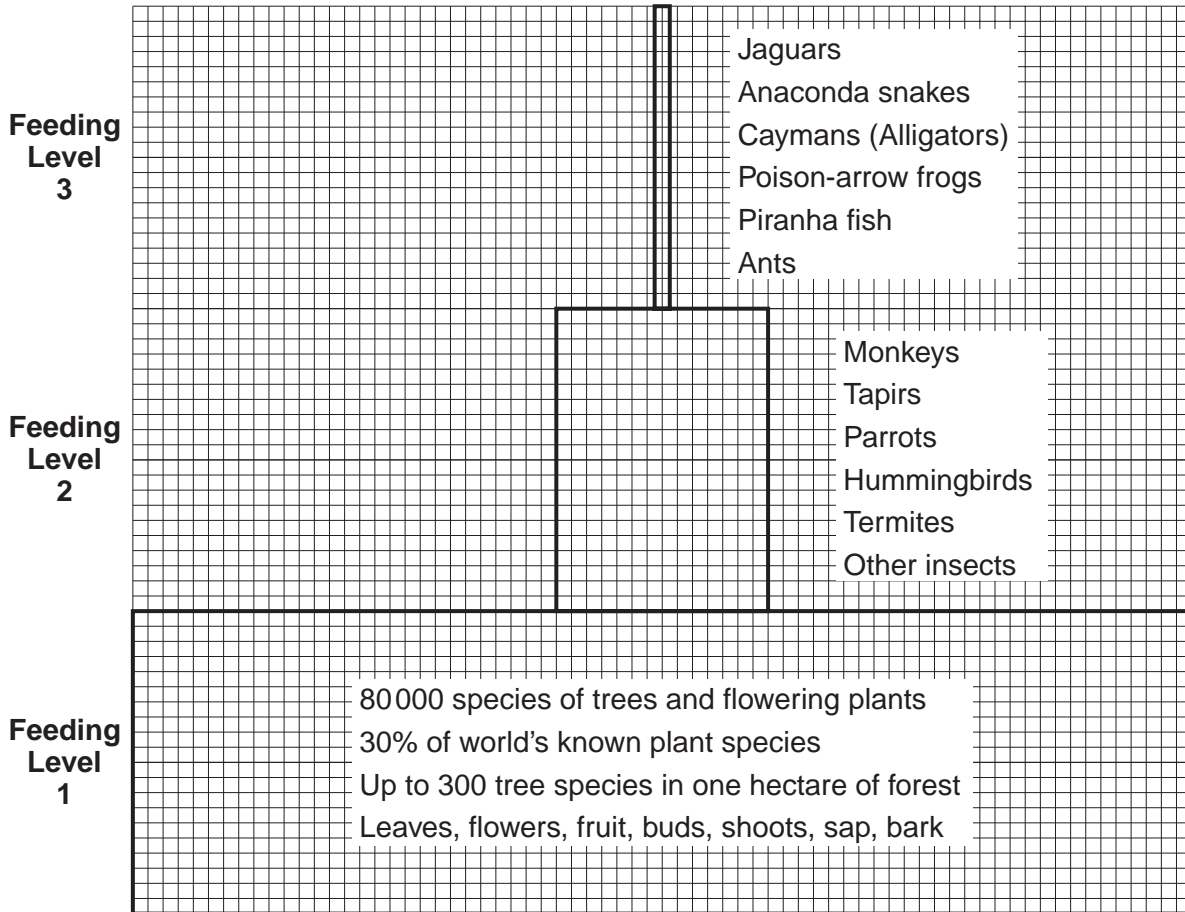 Jaguars
Anaconda snakes
Caymans (Alligators)
Poison-arrow frogs
Piranha fish
Ants
Feeding
Level
3
Monkeys
Tapirs
Parrots
Hummingbirds
Termites
Other insects
Feeding
Level
2
80 000 species of trees and flowering plants
30% of world's known plant species
Up to 300 tree species in one hectare of forest
Leaves, flowers, fruit, buds, shoots, sap, bark
Feeding
Level
1